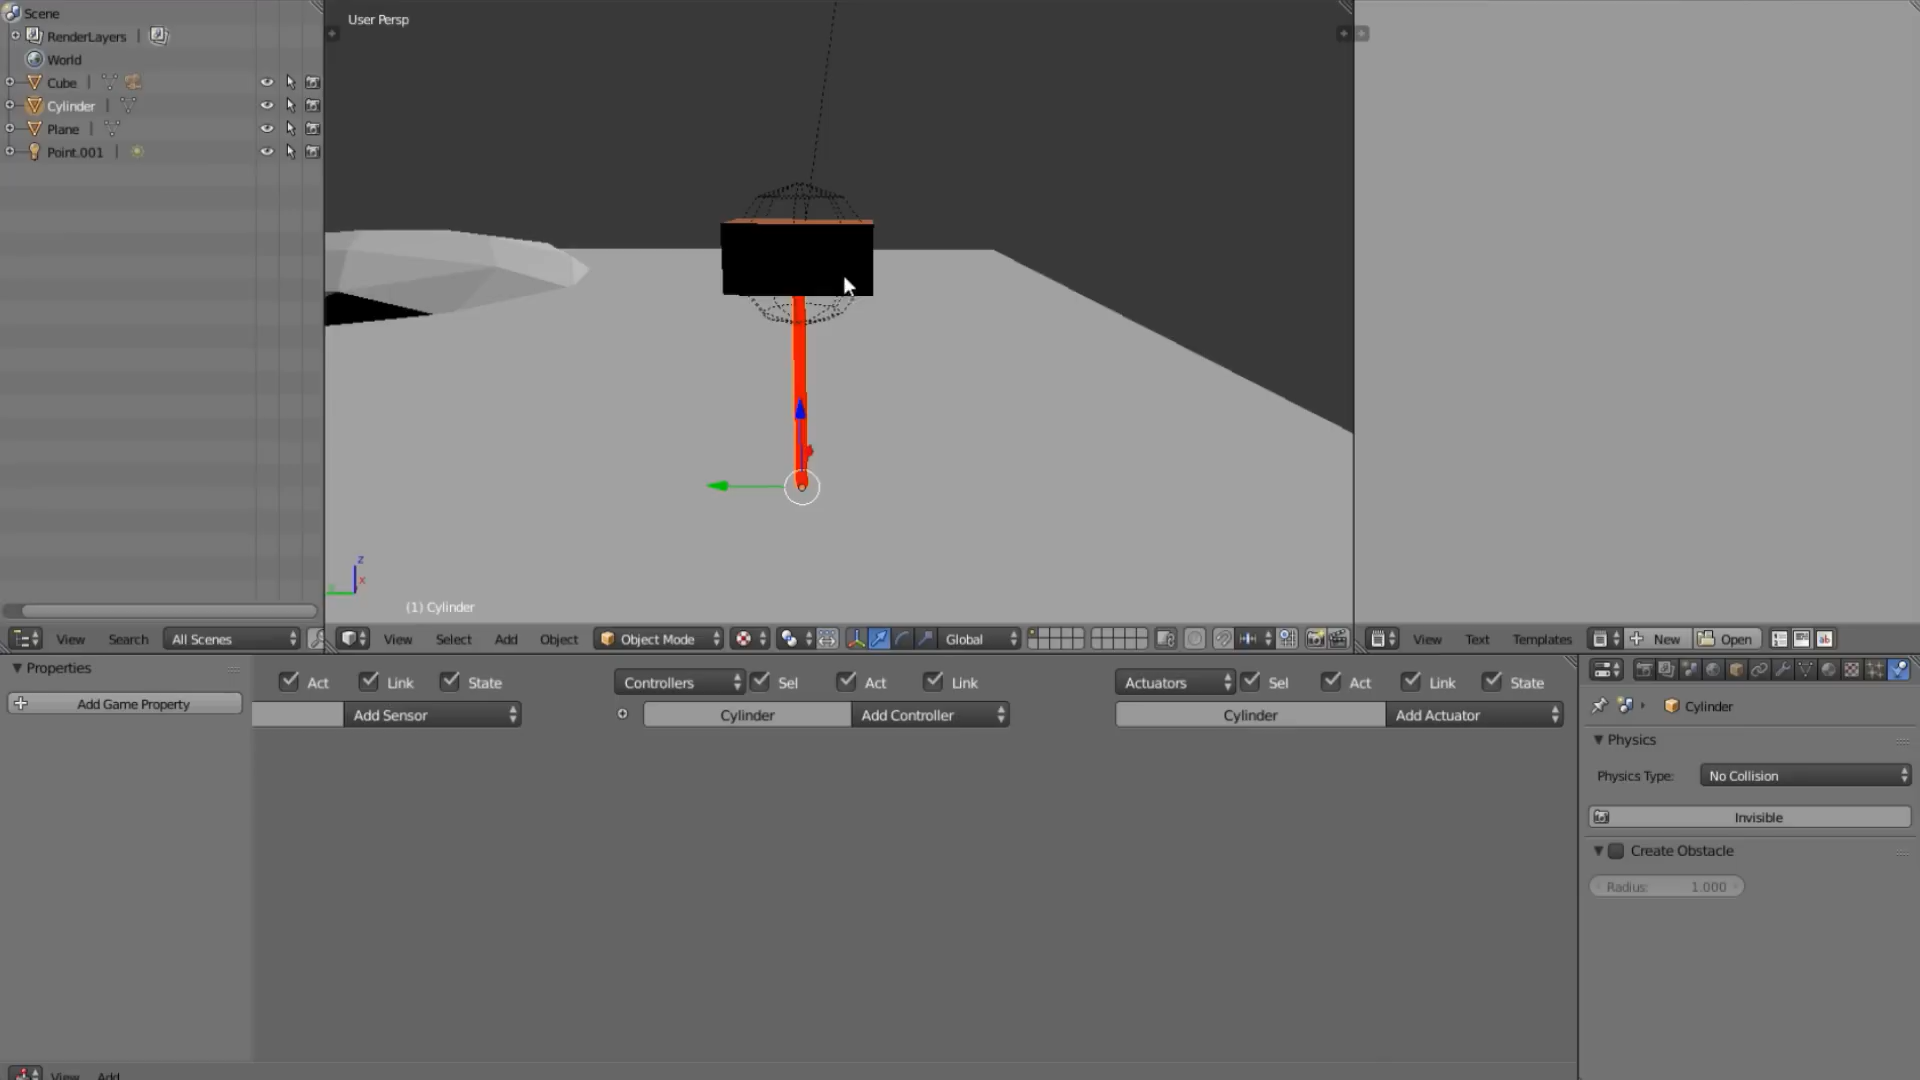 Scene
RenderLayers
World
Cube
Cylinder
Plane
Point.001
User Persp
z
x
(1) Cylinder
View Search All Scenes
View Select Add Object Object Mode Global
View Text Templates New Open
Properties
Add Game Property
Act Link State
Add Sensor
Controllers Sel Act Link
Cylinder Add Controller
Actuators Sel Act Link State
Cylinder Add Actuator
Cylinder
Physics
Physics Type: No Collision
Invisible
Create Obstacle
Radius: 1.000
View Add